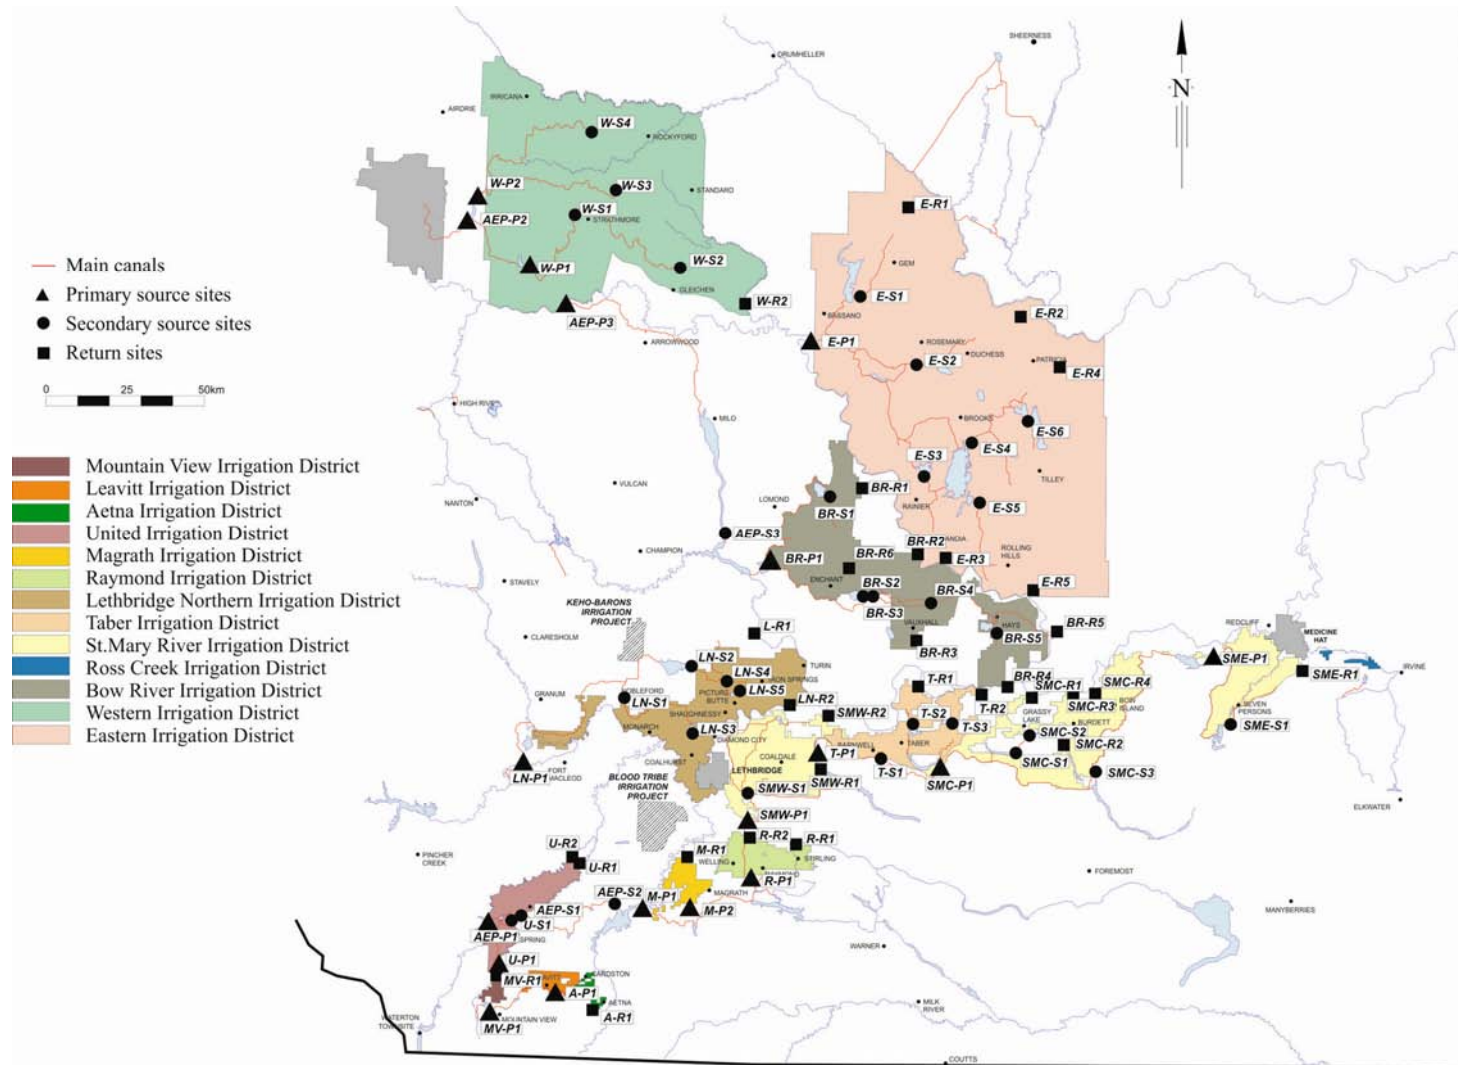 SHEERNESS
DRUMHELLER
N
IRRICANA
AIRDRIE
W-S4
ROCKYFORD
W-P2
W-S3
STANDARD
W-S1
STRATHMORE
AEP-P2
E-R1
W-P1
W-S2
GEM
GLEICHEN
E-S1
W-R2
BASSANO
E-R2
AEP-P3
ARROWWOOD
E-P1
ROSEMARY
DUCHESS
E-S2
PATRICIA
E-R4
Main canals
Primary source sites
Secondary source sites
Return sites
0 25 50km
MILO
BROOKS
E-S6
E-S4
E-S3
TILLEY
VULCAN
BR-R1
LOMOND
BR-S1
RAINIER
E-S5
NANTON
AEP-S3
BR-R2
CHAMPION
BR-P1
BR-R6
E-R3
ROLLING
HILLS
STAVELY
ENCHANT
BR-S2
BR-S4
E-R5
BR-S3
KEHO-BARONS
IRRIGATION
PROJECT
VAUXHALL
HAYS
BR-R5
L-R1
BR-S5
REDCLIFF
MEDICINE
HAT
CLARESHOLM
BR-R3
LN-S2
TURIN
SME-P1
IRVINE
LN-S4
BR-R4
SME-R1
T-R1
SMC-R1
SMC-R4
GRANUM
LN-S5
PICTURE
BUTTE
LN-R2
T-R2
SMC-R3
BOW
ISLAND
LN-S1
SHAUGHNESSY
SMW-R2
T-S2
GRASSY
LAKE
BURDETT
SEVEN
PERSONS
SME-S1
MONARCH
LN-S3
DIAMOND CITY
T-S3
SMC-S2
COALHURST
COALDALE
T-P1
BARNWELL
TABER
SMC-R2
LN-P1
FORT
MACLEOD
LETHBRIDGE
T-S1
SMC-S1
SMC-S3
BLOOD TRIBE
IRRIGATION
PROJECT
SMW-R1
SMC-P1
SMW-S1
ELKWATER
SMW-P1
Mountain View Irrigation District
Leavitt Irrigation District
Aetna Irrigation District
United Irrigation District
Magrath Irrigation District
Raymond Irrigation District
Lethbridge Northern Irrigation District
Taber Irrigation District
St.Mary River Irrigation District
Ross Creek Irrigation District
Bow River Irrigation District
Western Irrigation District
Eastern Irrigation District
U-R2
R-R2
R-R1
PINCHER
CREEK
U-R1
M-R1
WELLING
STIRLING
FOREMOST
R-P1
AEP-S2
M-P1
MAGRATH
AEP-S1
M-P2
MANYBERRIES
U-S1
AEP-P1
SPRING
WARNER
U-P1
MV-R1
CARDSTON
A-P1
AETNA
MILK
RIVER
A-R1
WATERTON
TOWNSITE
MOUNTAIN VIEW
MV-P1
COUTTS